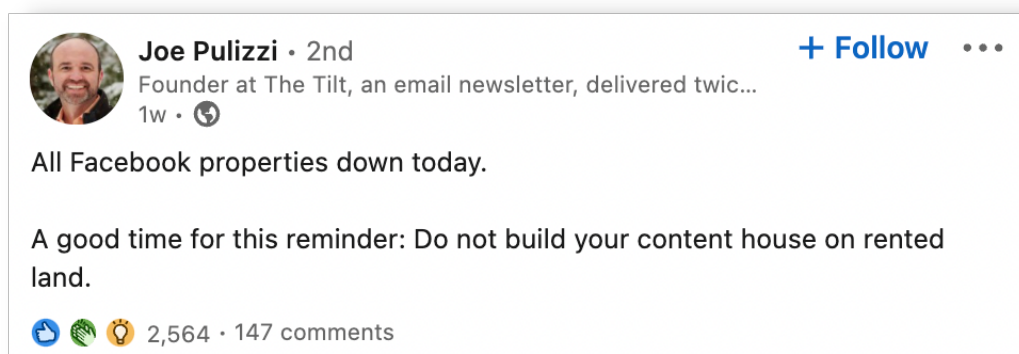 Joe Pulizzi • 2nd
+ Follow •••
Founder at The Tilt, an email newsletter, delivered twic...
1w •
All Facebook properties down today.
A good time for this reminder: Do not build your content house on rented
land.
2,564 • 147 comments